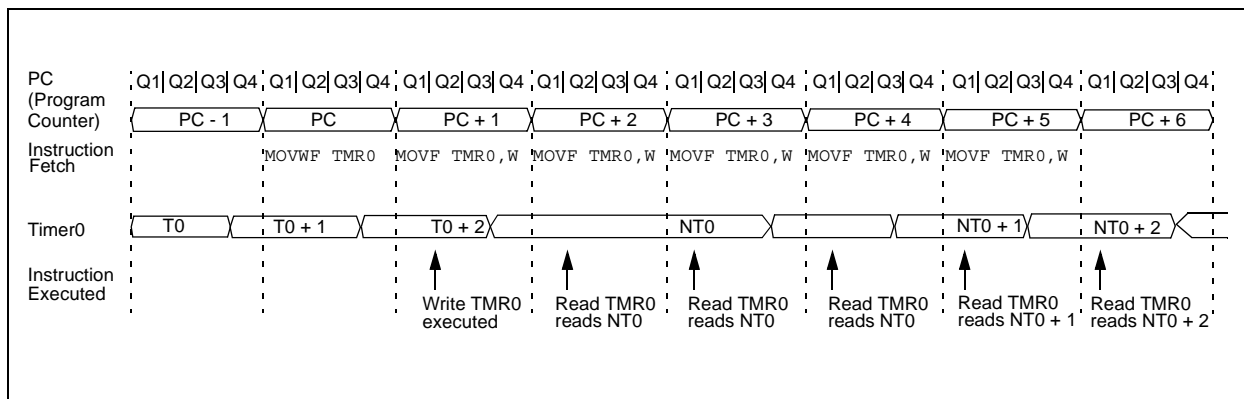 PC (Program Counter)
Q1 Q2 Q3 Q4 Q1 Q2 Q3 Q4 Q1 Q2 Q3 Q4 Q1 Q2 Q3 Q4 Q1 Q2 Q3 Q4 Q1 Q2 Q3 Q4 Q1 Q2 Q3 Q4 Q1 Q2 Q3 Q4
PC - 1 PC PC + 1 PC + 2 PC + 3 PC + 4 PC + 5 PC + 6
Instruction Fetch
MOVWF TMR0 MOVF TMR0,W MOVF TMR0,W MOVF TMR0,W MOVF TMR0,W MOVF TMR0,W
Timer0
T0 T0 + 1 T0 + 2 NT0 NT0 + 1 NT0 + 2
Instruction Executed
Write TMR0 executed
Read TMR0 reads NT0
Read TMR0 reads NT0
Read TMR0 reads NT0
Read TMR0 reads NT0 + 1
Read TMR0 reads NT0 + 2